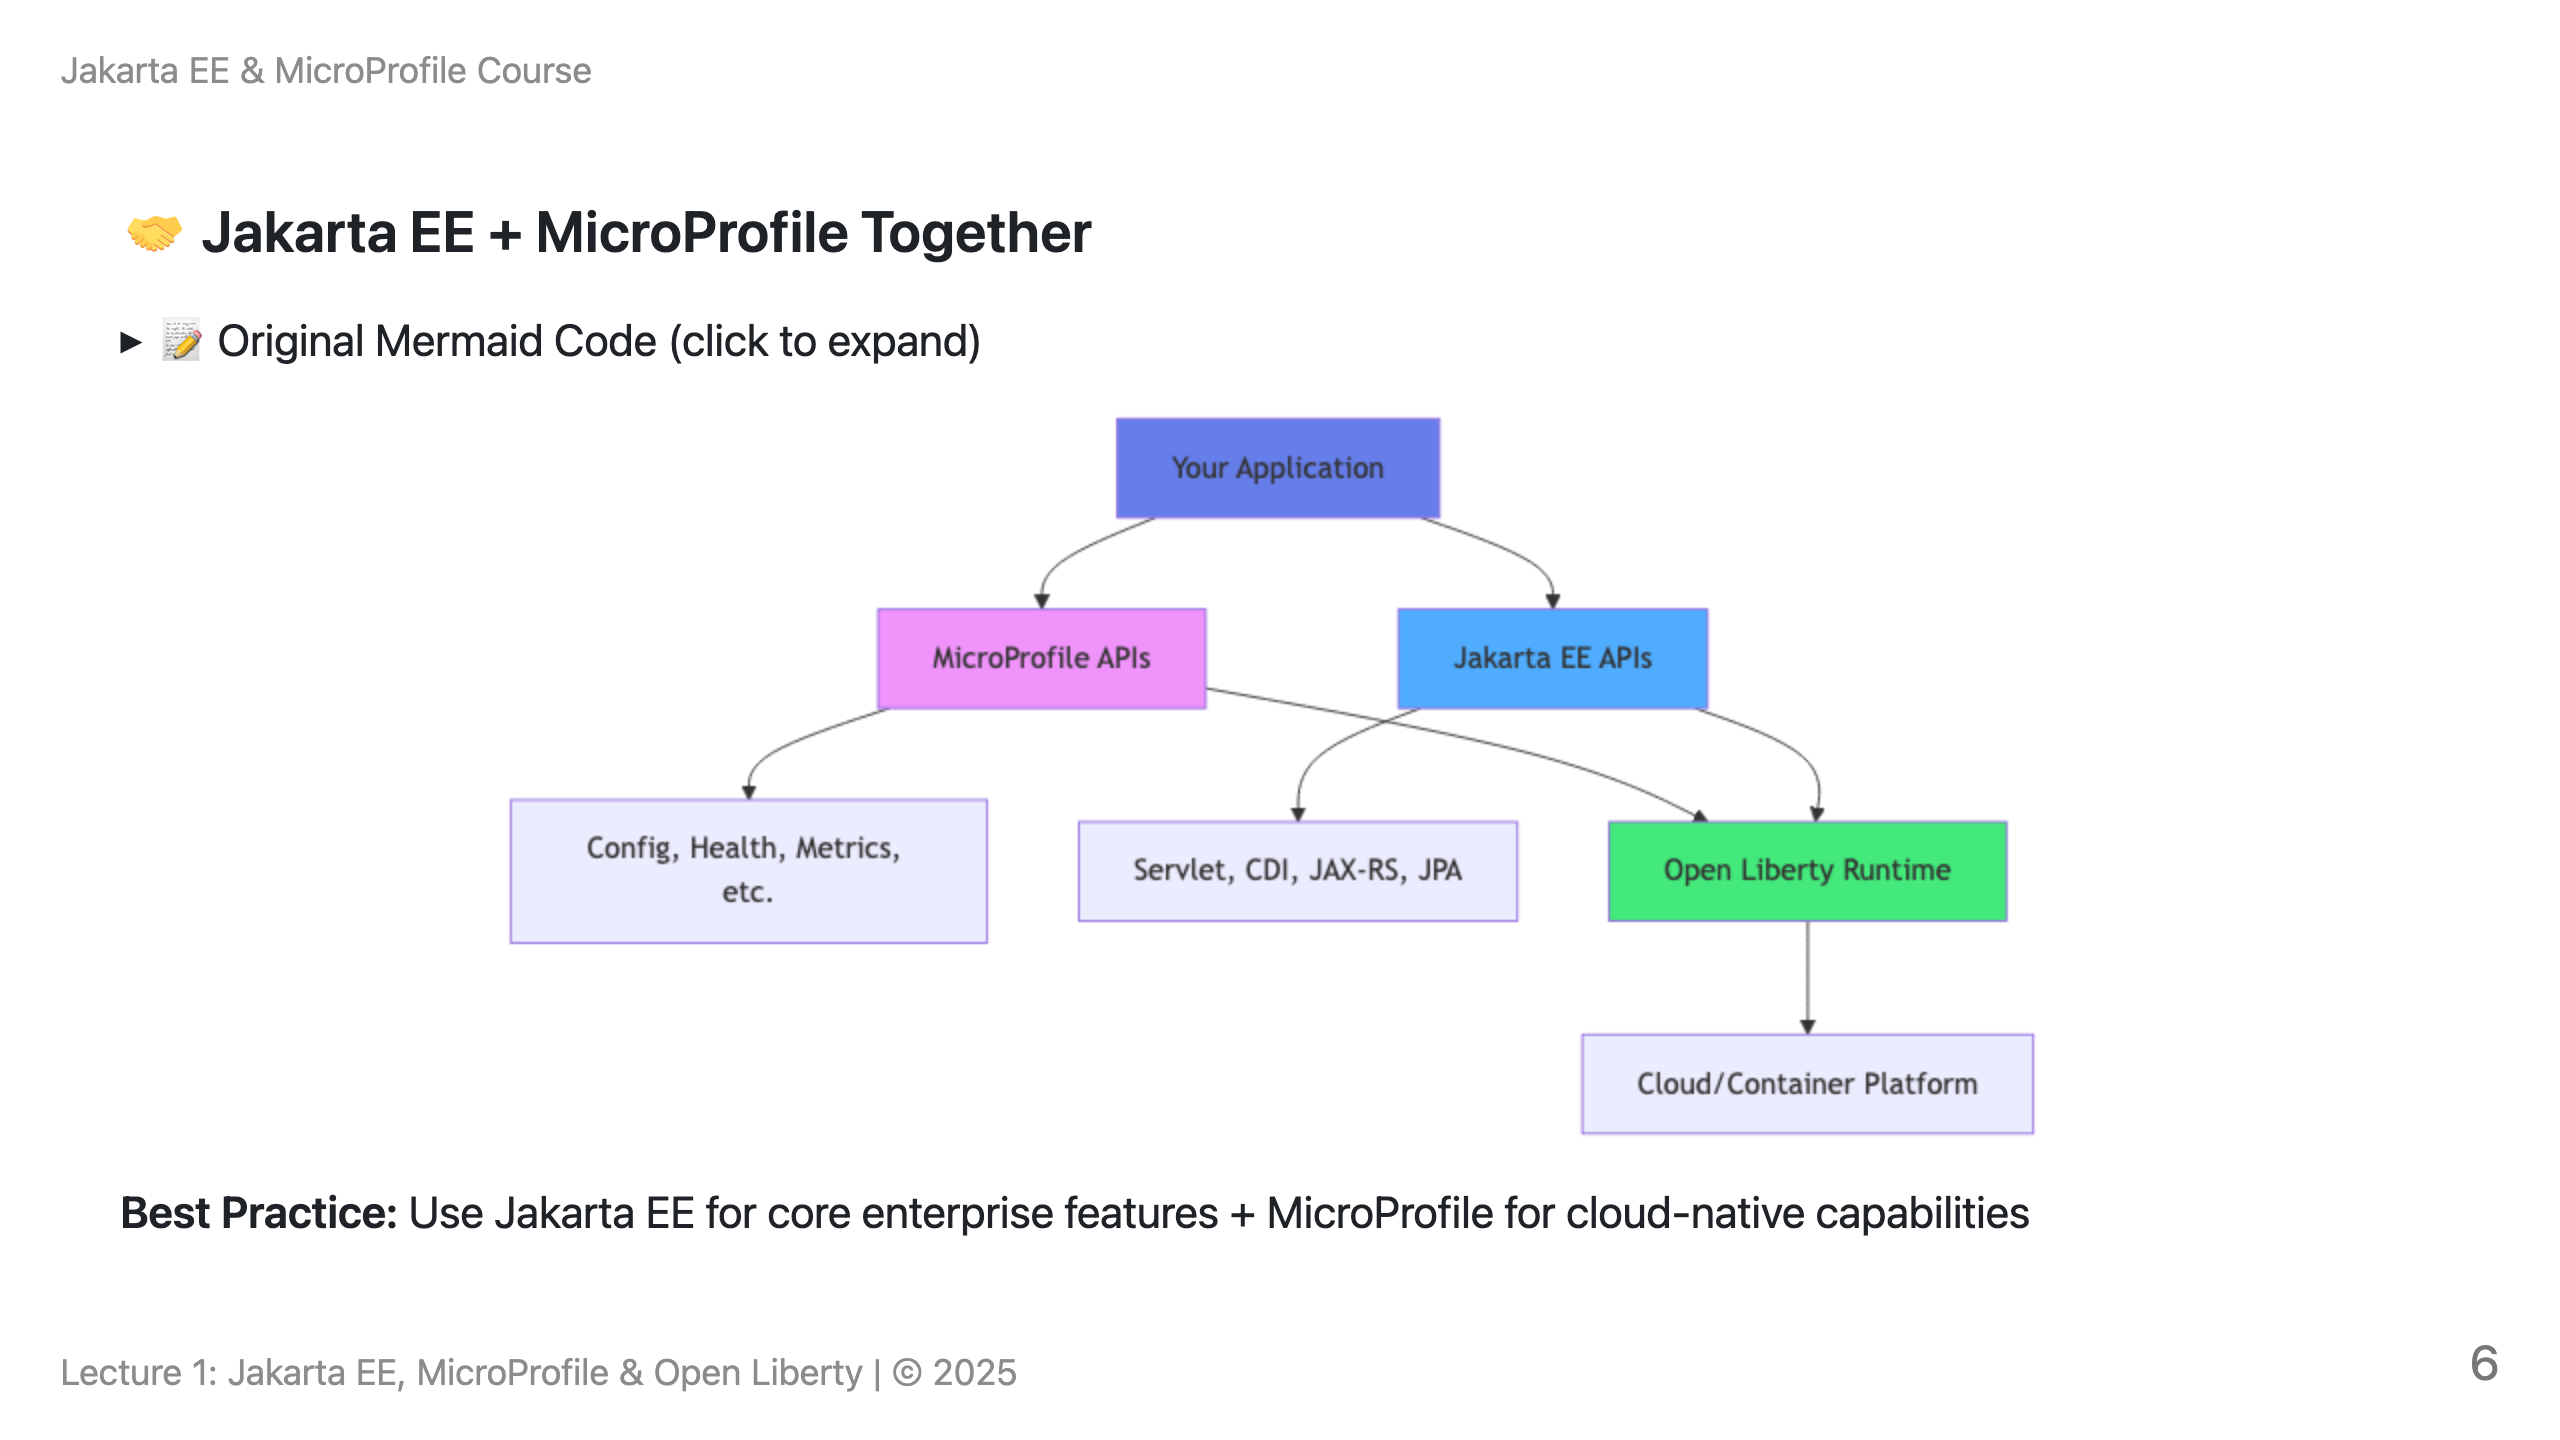 Jakarta EE & MicroProfile Course
🤝 Jakarta EE + MicroProfile Together
▶ 📝 Original Mermaid Code (click to expand)
Your Application
MicroProfile APIs
Jakarta EE APIs
Config, Health, Metrics,
etc.
Servlet, CDI, JAX-RS, JPA
Open Liberty Runtime
Cloud/Container Platform
Best Practice: Use Jakarta EE for core enterprise features + MicroProfile for cloud-native capabilities
Lecture 1: Jakarta EE, MicroProfile & Open Liberty | © 2025
6